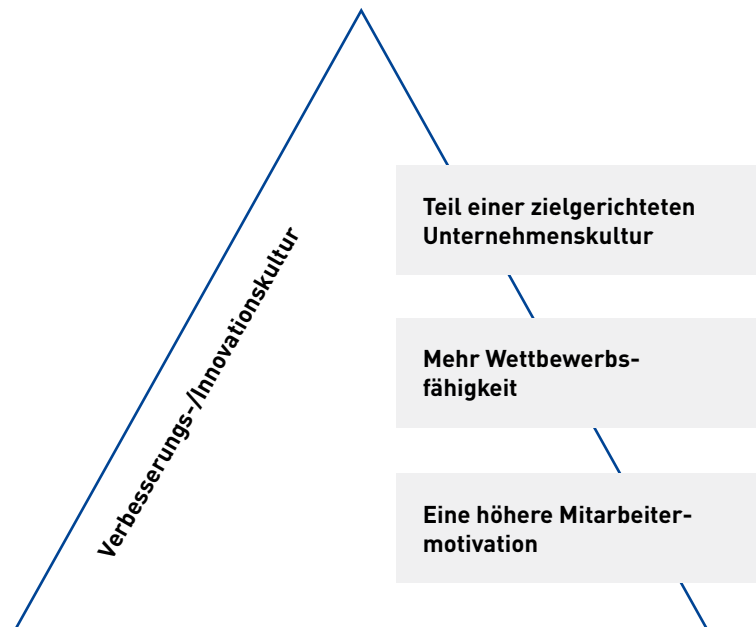 Verbesserungs-/Innovationskultur
Teil einer zielgerichteten
Unternehmenskultur
Mehr Wettbewerbs-
fähigkeit
Eine höhere Mitarbeiter-
motivation